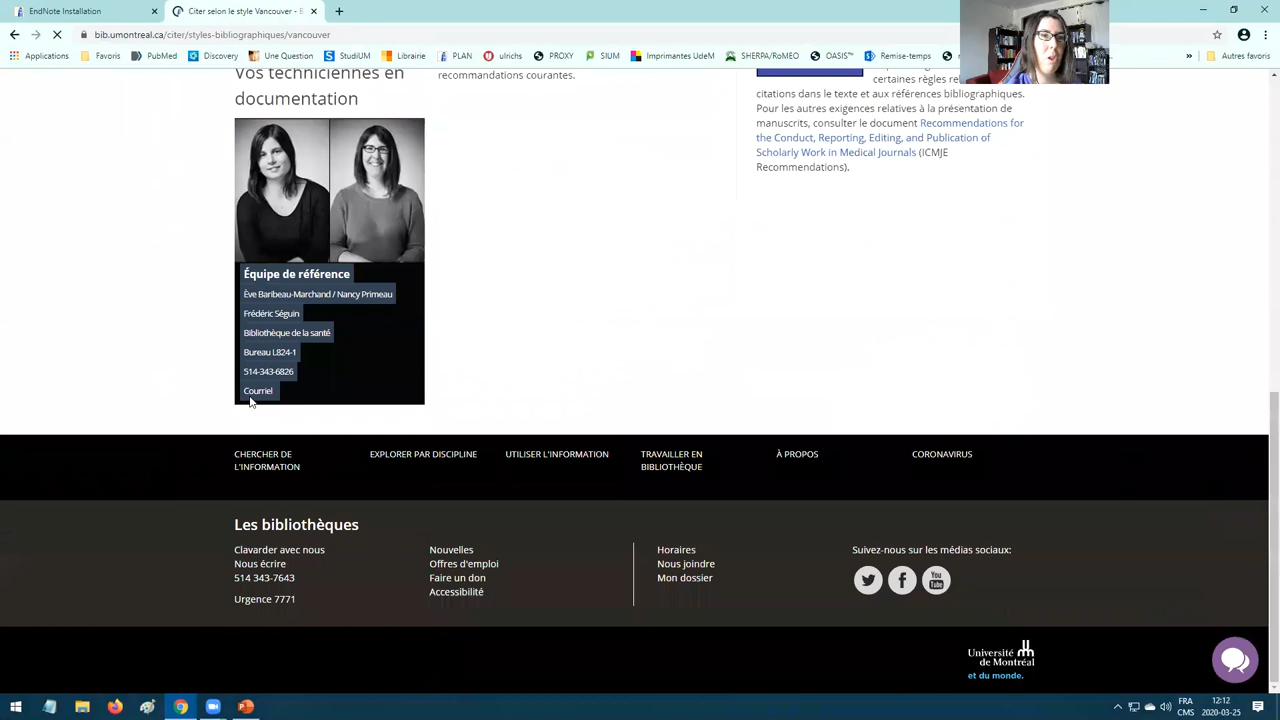 EndNote Installation
Citer selon le style Vancouver - C
bib.umontreal.ca/citer/styles-bibliographiques/vancouver
Applications
Favoris
PubMed
Discovery
Une Question
StudiUM
Librairie
PLAN
ulrichs
PROXY
SIUM
Imprimantes UdeM
SHERPA/RoMEO
OASIS™
Remise-temps
»
Autres favoris
Vos techniciennes en
documentation
recommandations courantes.
certaines règles
citations dans le texte et aux références bibliographiques.
Pour les autres exigences relatives à la présentation de
manuscrits, consulter le document Recommendations for
the Conduct, Reporting, Editing, and Publication of
Scholarly Work in Medical Journals (ICMJE
Recommendations).
Équipe de référence
Ève Baribeau-Marchand / Nancy Primeau
Frédéric Séguin
Bibliothèque de la santé
Bureau L824-1
514-343-6826
Courriel
CHERCHER DE
L'INFORMATION
EXPLORER PAR DISCIPLINE
UTILISER L'INFORMATION
TRAVAILLER EN
BIBLIOTHÈQUE
À PROPOS
CORONAVIRUS
Les bibliothèques
Clavarder avec nous
Nous écrire
514 343-7643
Urgence 7771
Nouvelles
Offres d'emploi
Faire un don
Accessibilité
Horaires
Nous joindre
Mon dossier
Suivez-nous sur les médias sociaux:
You
Tube
Université
de Montréal
et du monde.
FRA
CMS
12:12
2020-03-25